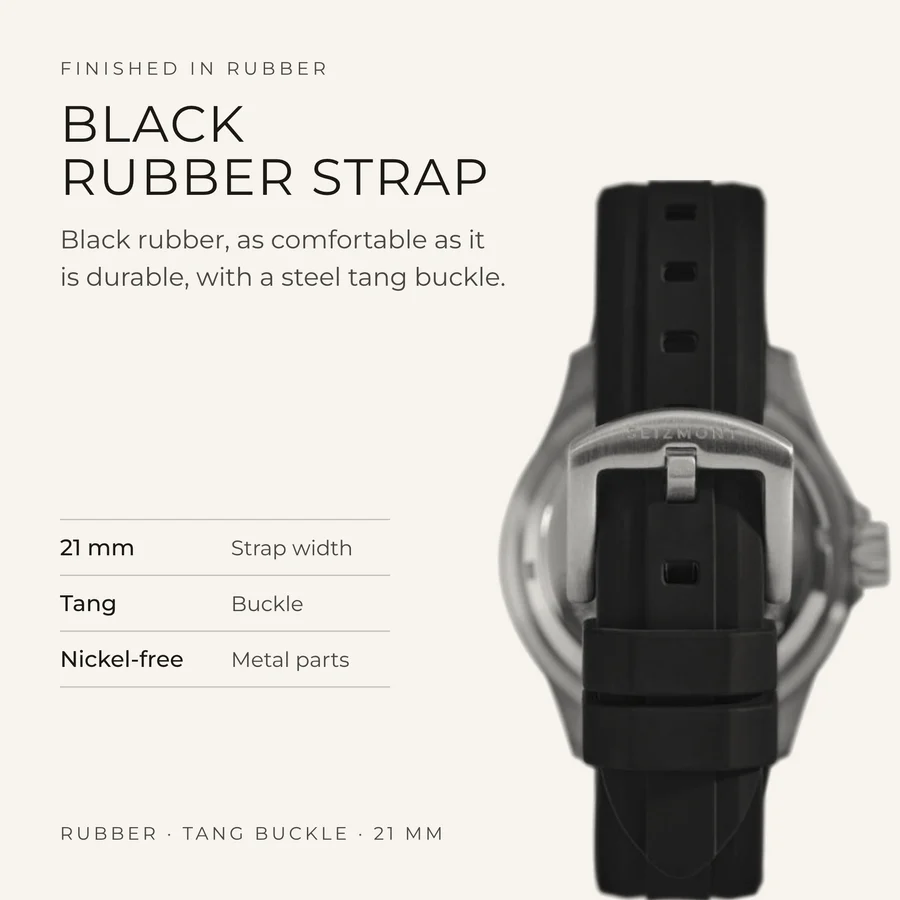 FINISHED IN RUBBER
BLACK
RUBBER STRAP
Black rubber, as comfortable as it
is durable, with a steel tang buckle.
21 mm Strap width
Tang Buckle
Nickel-free Metal parts
RUBBER · TANG BUCKLE · 21 MM